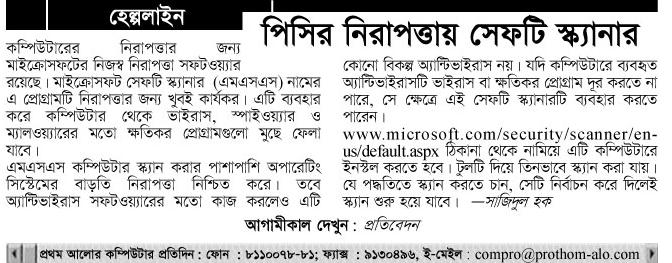 হেল্পলাইন
পিসির নিরাপত্তায় সেফটি স্ক্যানার
কম্পিউটারের নিরাপত্তার জন্য
মাইক্রোসফটের নিজস্ব নিরাপত্তা সফটওয়্যার
রয়েছে। মাইক্রোসফট সেফটি স্ক্যানার (এমএসএস) নামের
এ প্রোগ্রামটি নিরাপত্তার জন্য খুবই কার্যকর। এটি ব্যবহার
করে কম্পিউটার থেকে ভাইরাস, স্পাইওয়্যার ও
ম্যালওয়্যারের মতো ক্ষতিকর প্রোগ্রামগুলো মুছে ফেলা
যাবে।
এমএসএস কম্পিউটার স্ক্যান করার পাশাপাশি অপারেটিং
সিস্টেমের বাড়তি নিরাপত্তা নিশ্চিত করে। তবে
অ্যান্টিভাইরাস সফটওয়্যারের মতো কাজ করলেও এটি
কোনো বিকল্প অ্যান্টিভাইরাস নয়। যদি কম্পিউটারে ব্যবহৃত
অ্যান্টিভাইরাসটি ভাইরাস বা ক্ষতিকর প্রোগ্রাম দূর করতে না
পারে, সে ক্ষেত্রে এই সেফটি স্ক্যানারটি ব্যবহার করতে
পারেন।
www.microsoft.com/security/scanner/en-
us/default.aspx ঠিকানা থেকে নামিয়ে এটি কম্পিউটারে
ইনস্টল করতে হবে। টুলটি দিয়ে তিনভাবে স্ক্যান করা যায়।
যে পদ্ধতিতে স্ক্যান করতে চান, সেটি নির্বাচন করে দিলেই
স্ক্যান শুরু হয়ে যাবে। —সাজিদুল হক
আগামীকাল দেখুন : প্রতিবেদন
প্রথম আলোর কম্পিউটার প্রতিদিন : ফোন : ৮১১০০৭৮-৮১; ফ্যাক্স : ৯১৩০৪৯৬, ই-মেইল : compro@prothom-alo.com